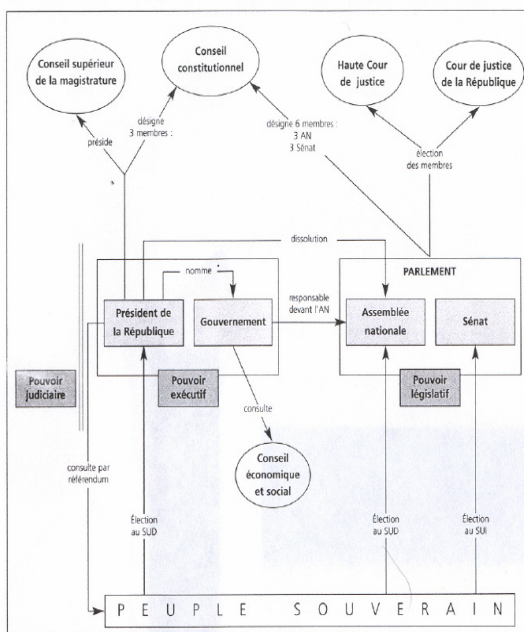 Conseil supérieur
de la magistrature
Conseil
constitutionnel
Haute Cour
de justice
Cour de justice
de la République
préside
désigne
3 membres :
désigne 6 membres :
3 AN
3 Sénat
élection
des membres
dissolution
nomme
PARLEMENT
Président de
la République
Gouvernement
responsable
devant l'AN
Assemblée
nationale
Sénat
Pouvoir
judiciaire
Pouvoir
exécutif
Pouvoir
législatif
consulte
consulte par
référendum
Conseil
économique
et social
Élection
au SUD
Élection
au SUD
Élection
au SUI
PEUPLE SOUVERAIN